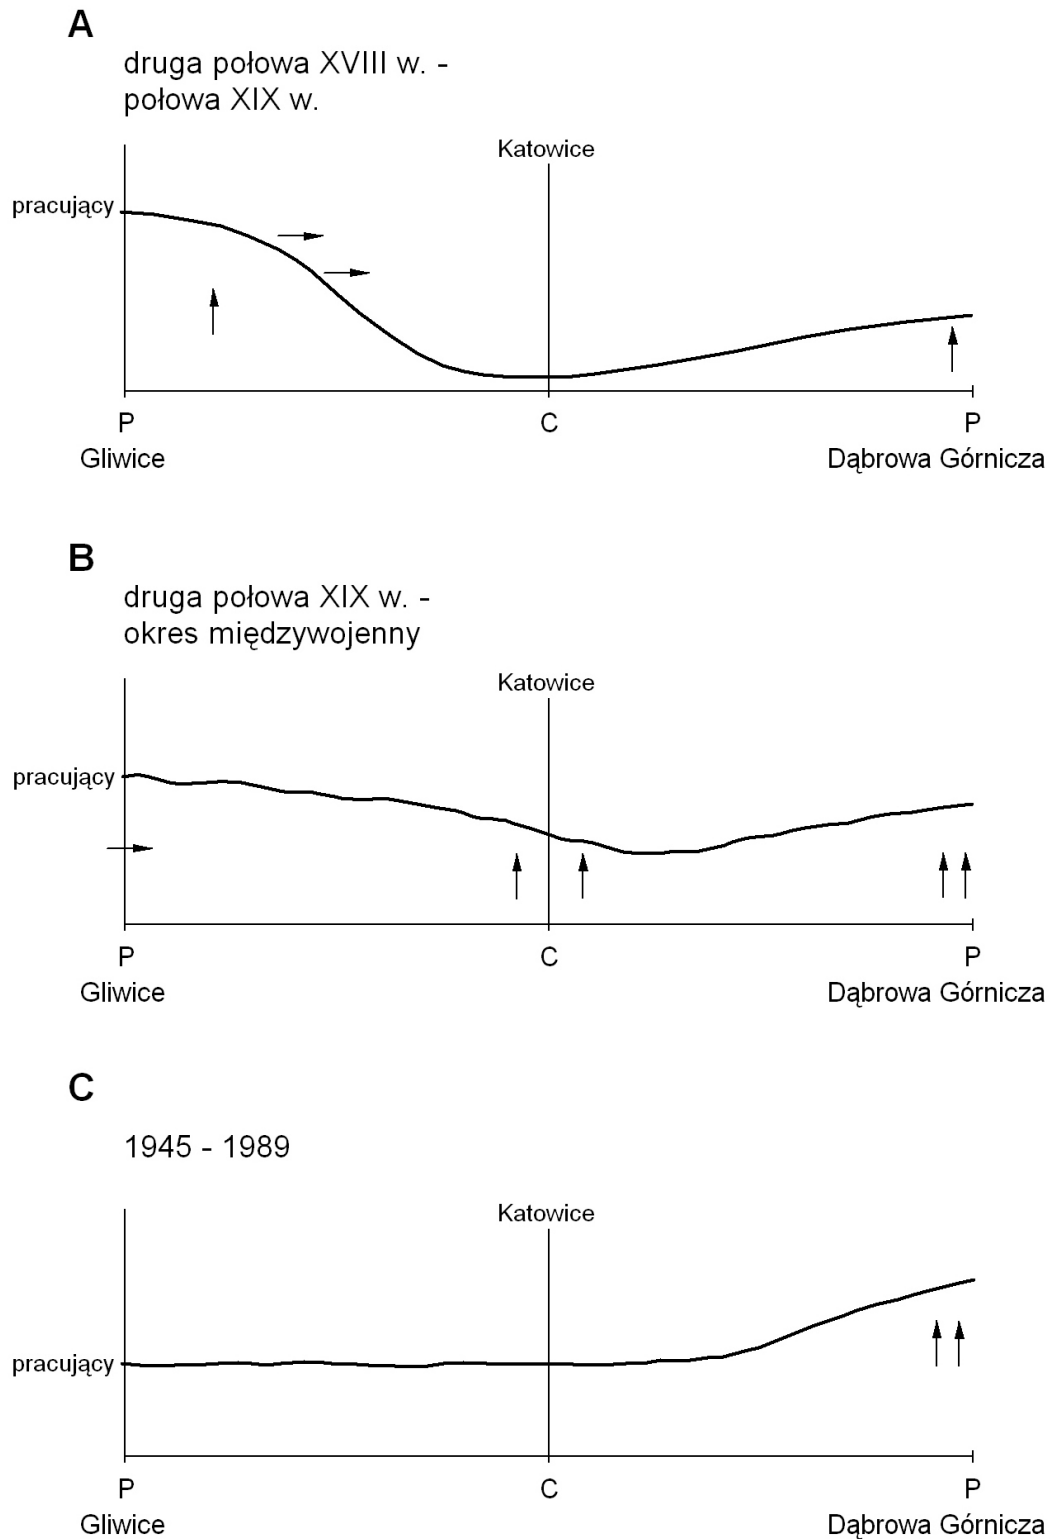 A
druga połowa XVIII w. -
połowa XIX w.
Katowice
pracujący
P C P
Gliwice Dąbrowa Górnicza
B
druga połowa XIX w. -
okres międzywojenny
Katowice
pracujący
P C P
Gliwice Dąbrowa Górnicza
C
1945 - 1989
Katowice
pracujący
P C P
Gliwice Dąbrowa Górnicza